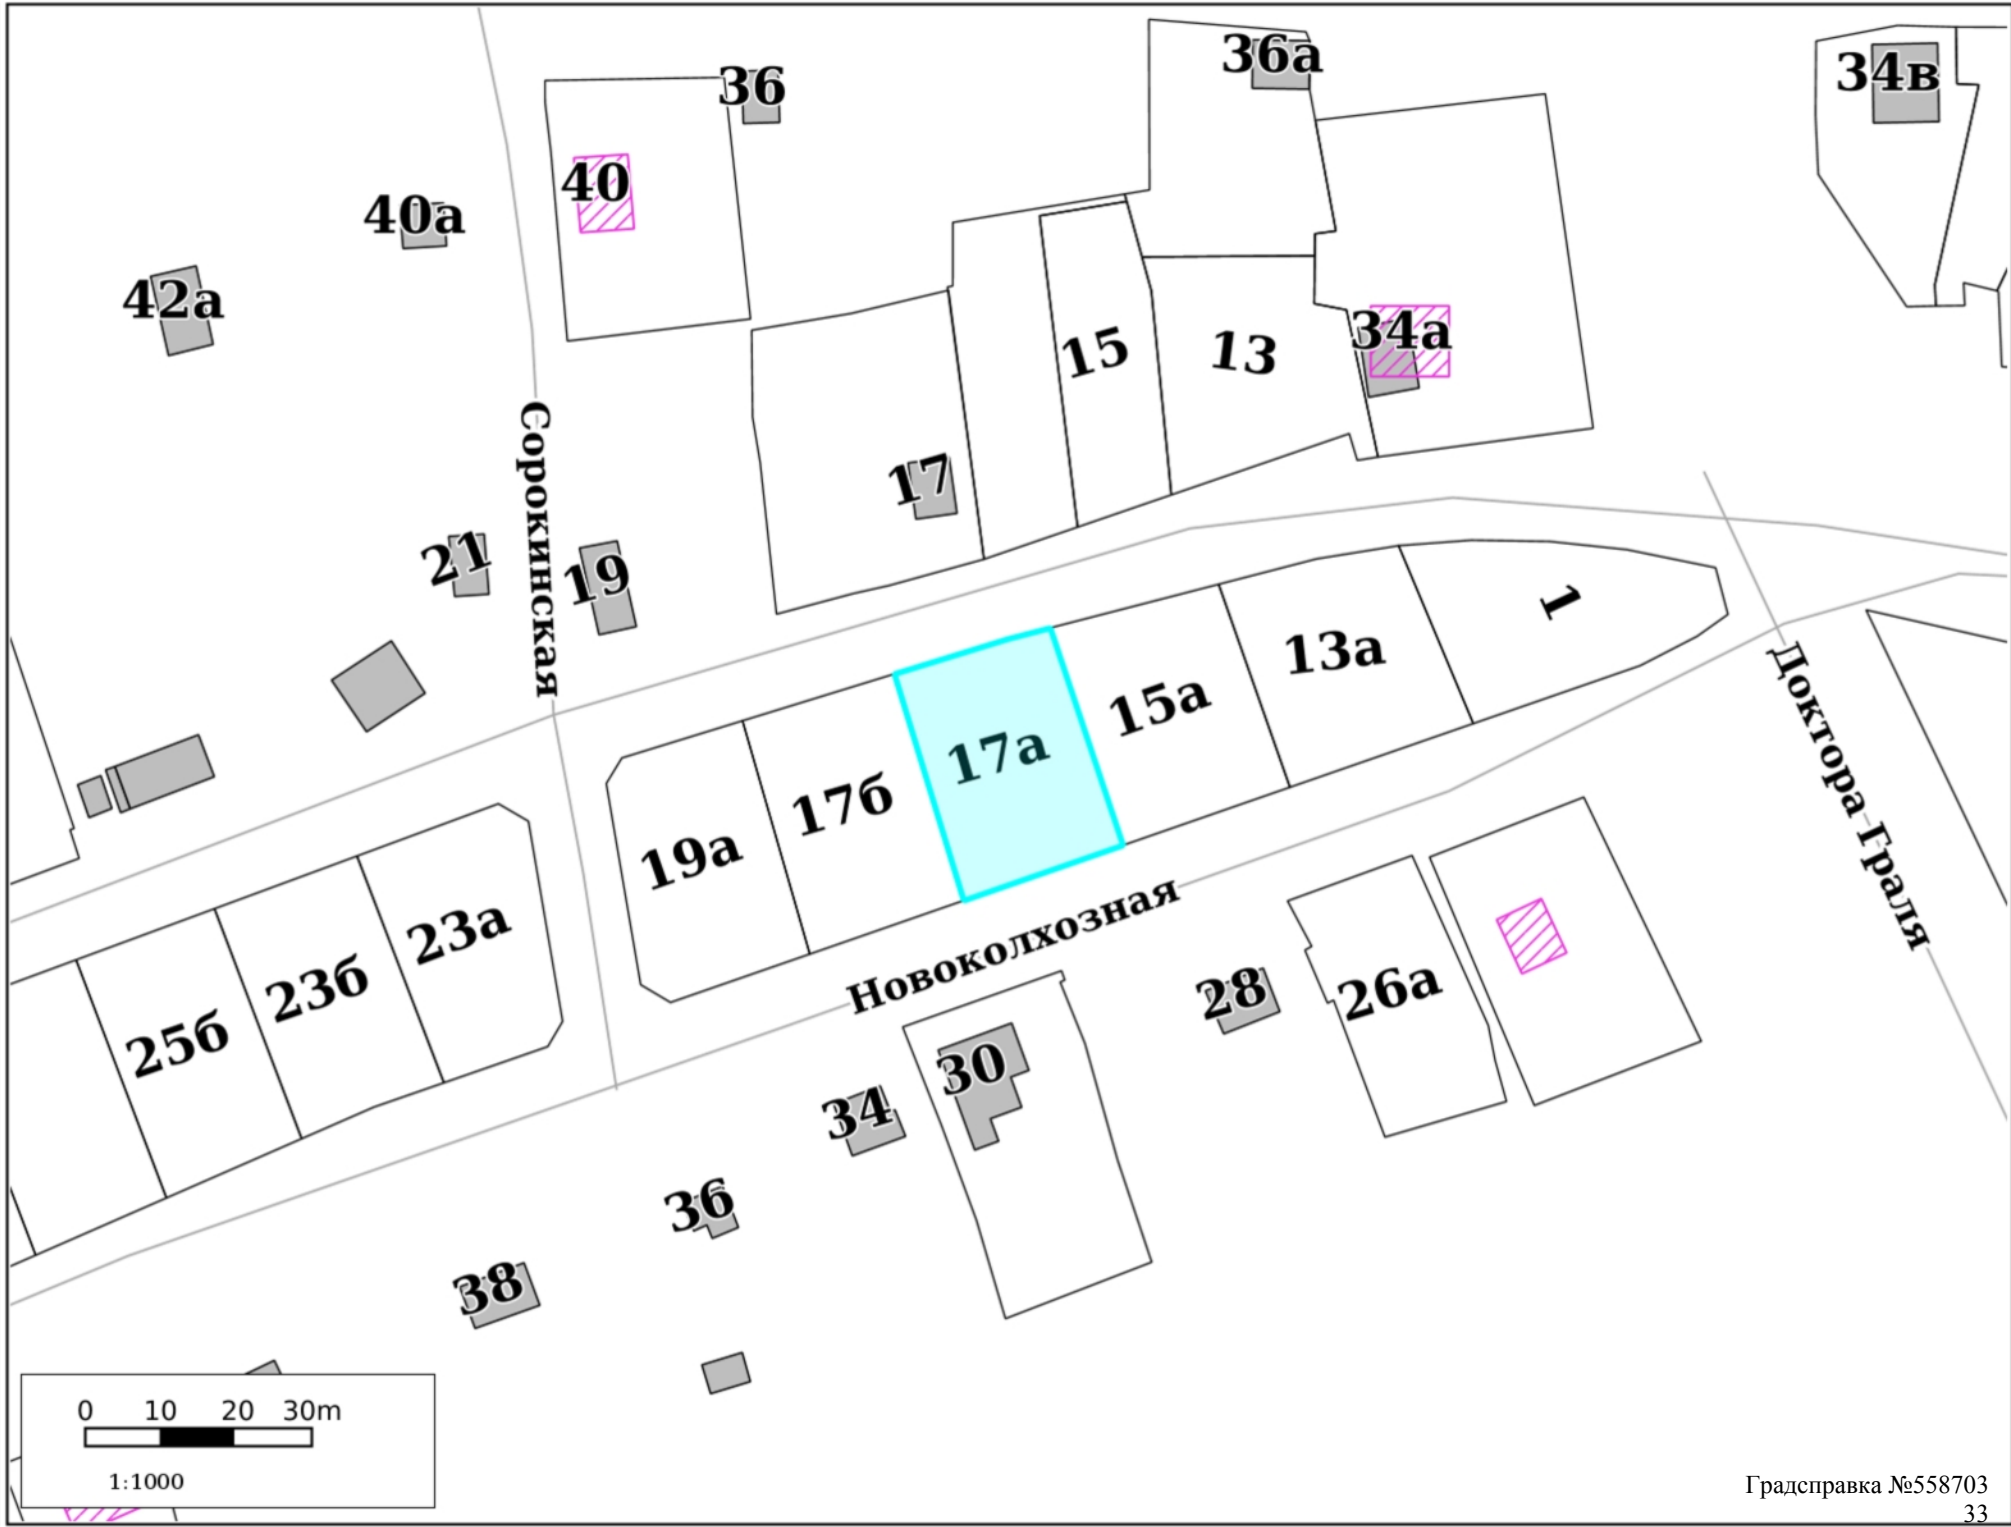 36а
34в
36
40
40а
42а
15
13
34а
17
21
19
Сорокинская
1
13а
15а
17а
17б
19а
23а
23б
25б
Доктора Граля
Новоколхозная
28
26а
30
34
36
38
0 10 20 30m
1:1000
Градсправка №558703
33